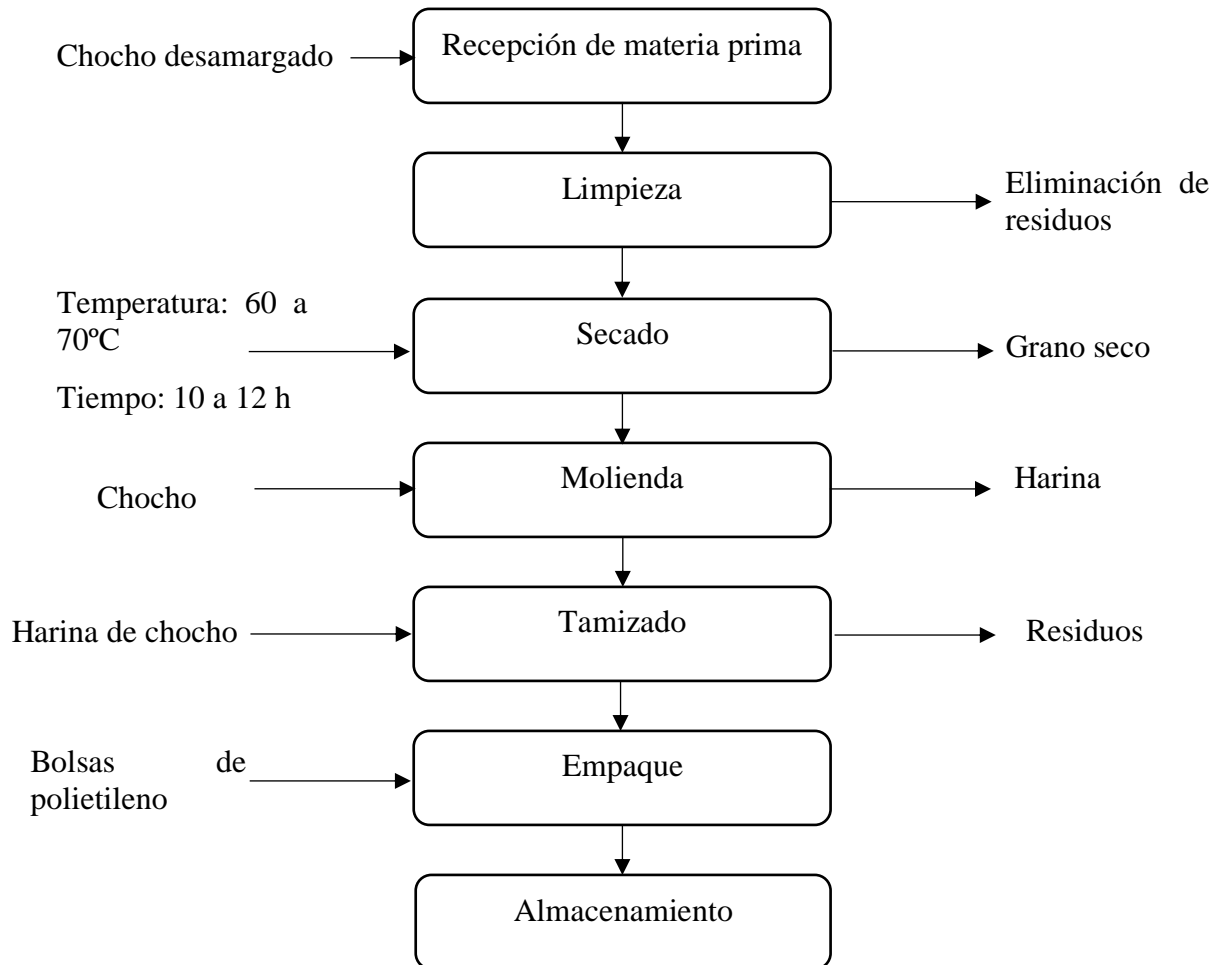 Chocho desamargado
Recepción de materia prima
Limpieza
Eliminación de
residuos
Temperatura: 60 a
70ºC
Tiempo: 10 a 12 h
Secado
Grano seco
Chocho
Molienda
Harina
Harina de chocho
Tamizado
Residuos
Bolsas de
polietileno
Empaque
Almacenamiento